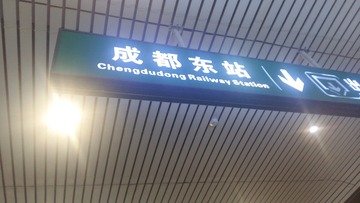 成都东站
Chengdudong Railway Station